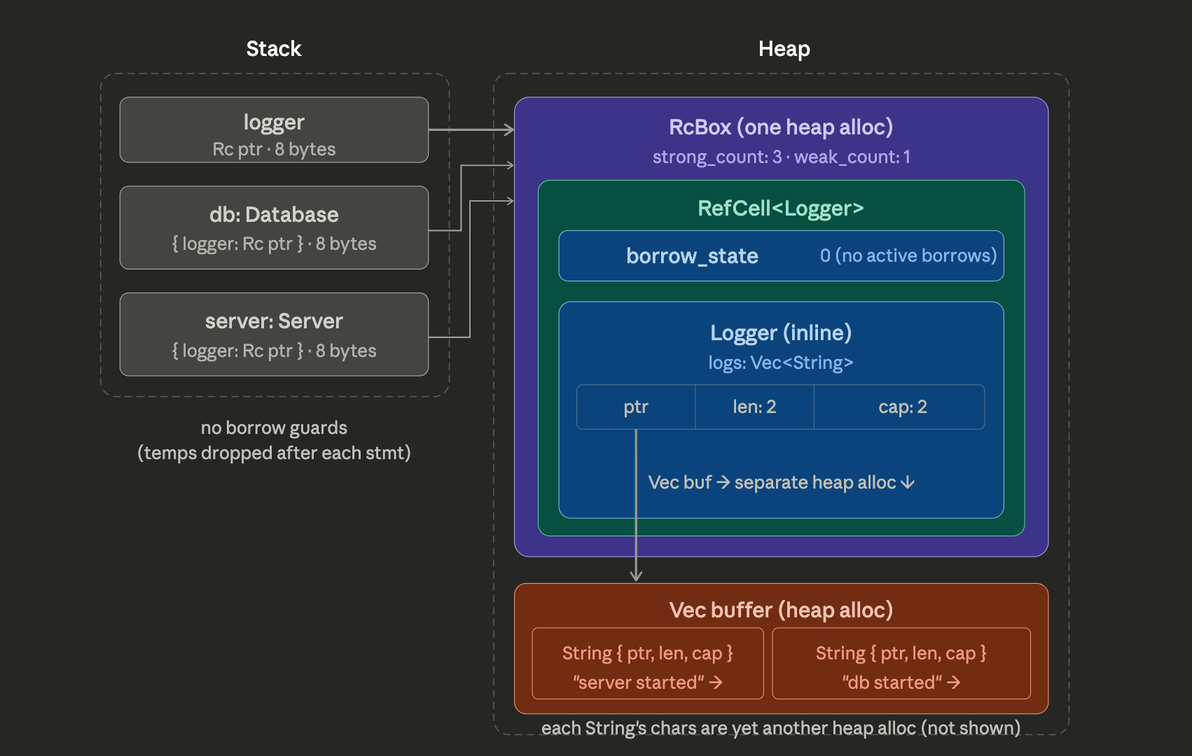 Stack
Heap
logger
Rc ptr · 8 bytes
db: Database
{ logger: Rc ptr } · 8 bytes
server: Server
{ logger: Rc ptr } · 8 bytes
no borrow guards
(temps dropped after each stmt)
RcBox (one heap alloc)
strong_count: 3 · weak_count: 1
RefCell<Logger>
borrow_state
0 (no active borrows)
Logger (inline)
logs: Vec<String>
ptr
len: 2
cap: 2
Vec buf → separate heap alloc ↓
Vec buffer (heap alloc)
String { ptr, len, cap }
"server started" →
String { ptr, len, cap }
"db started" →
each String's chars are yet another heap alloc (not shown)